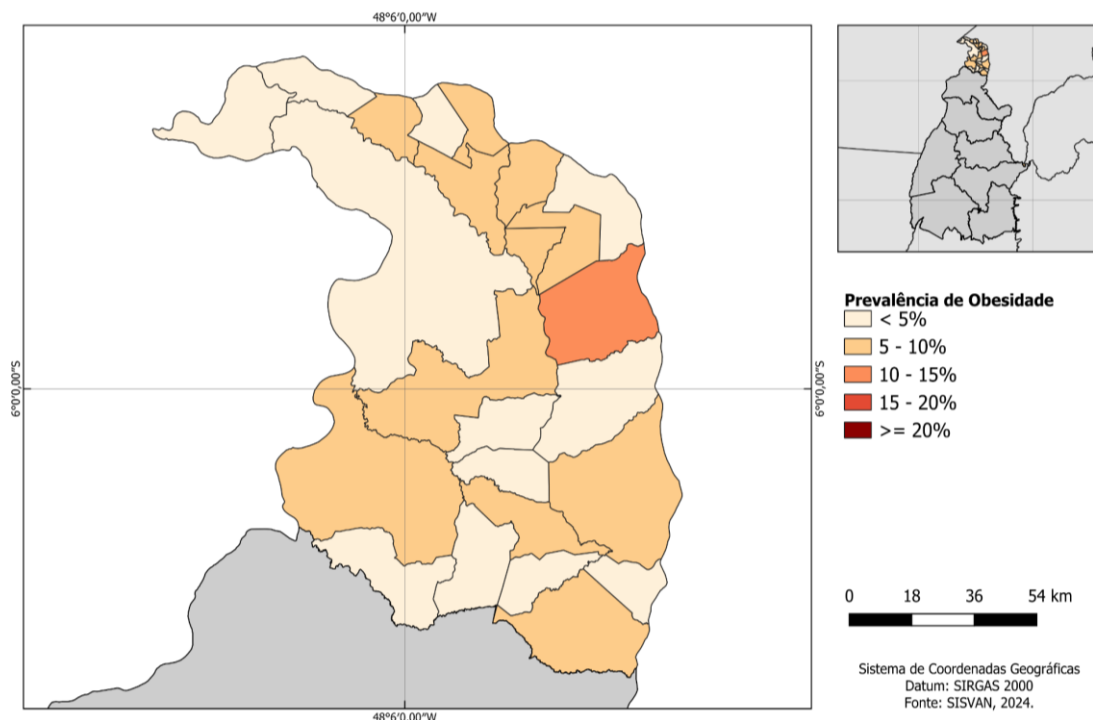 48°6'0,00"W
6°0'0,00"S
6°0'0,00"S
48°6'0,00"W
Prevalência de Obesidade
< 5%
5 - 10%
10 - 15%
15 - 20%
>= 20%
0 18 36 54 km
Sistema de Coordenadas Geográficas
Datum: SIRGAS 2000
Fonte: SISVAN, 2024.